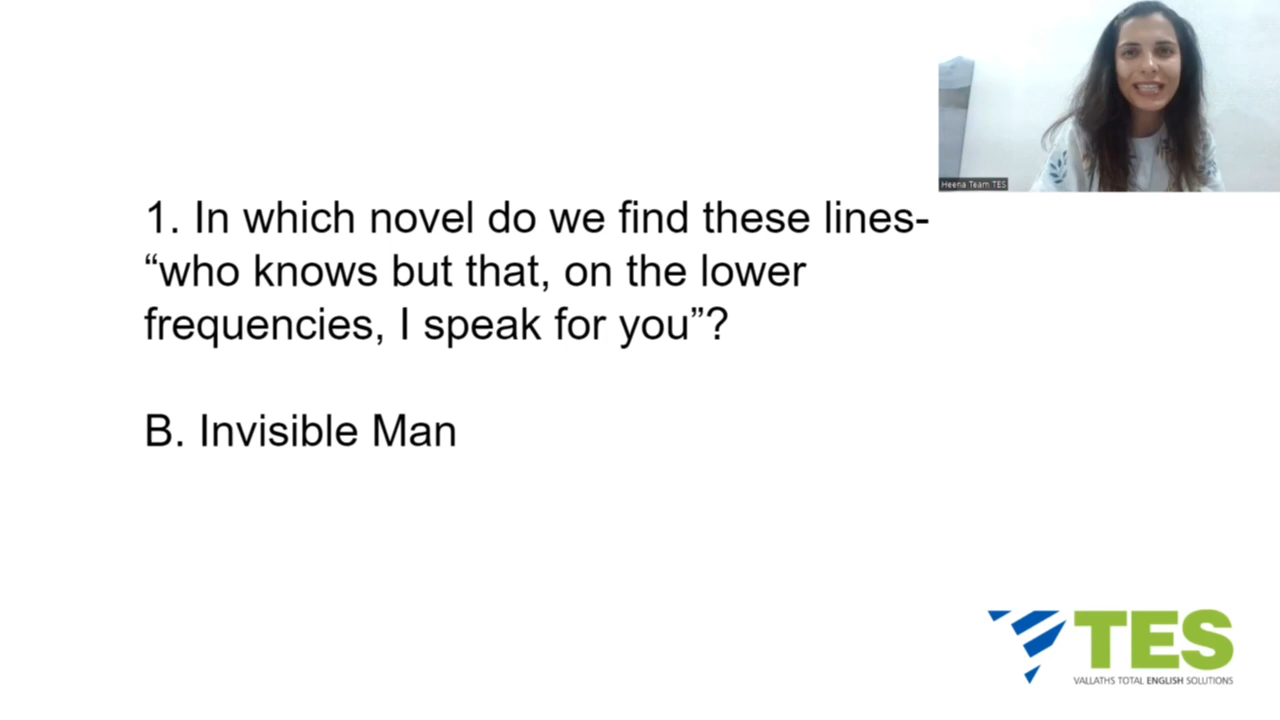 Heena Team TES
1. In which novel do we find these lines-
“who knows but that, on the lower
frequencies, I speak for you”?
B. Invisible Man
TES
VALLATHS TOTAL ENGLISH SOLUTIONS